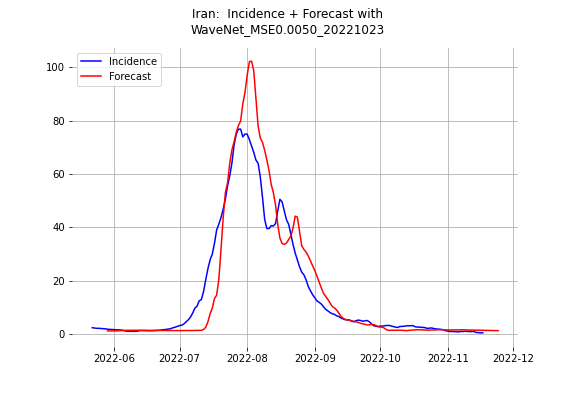 Iran:  Incidence + Forecast with
WaveNet_MSE0.0050_20221023
Incidence
Forecast
100
80
60
40
20
0
2022-06 2022-07 2022-08 2022-09 2022-10 2022-11 2022-12